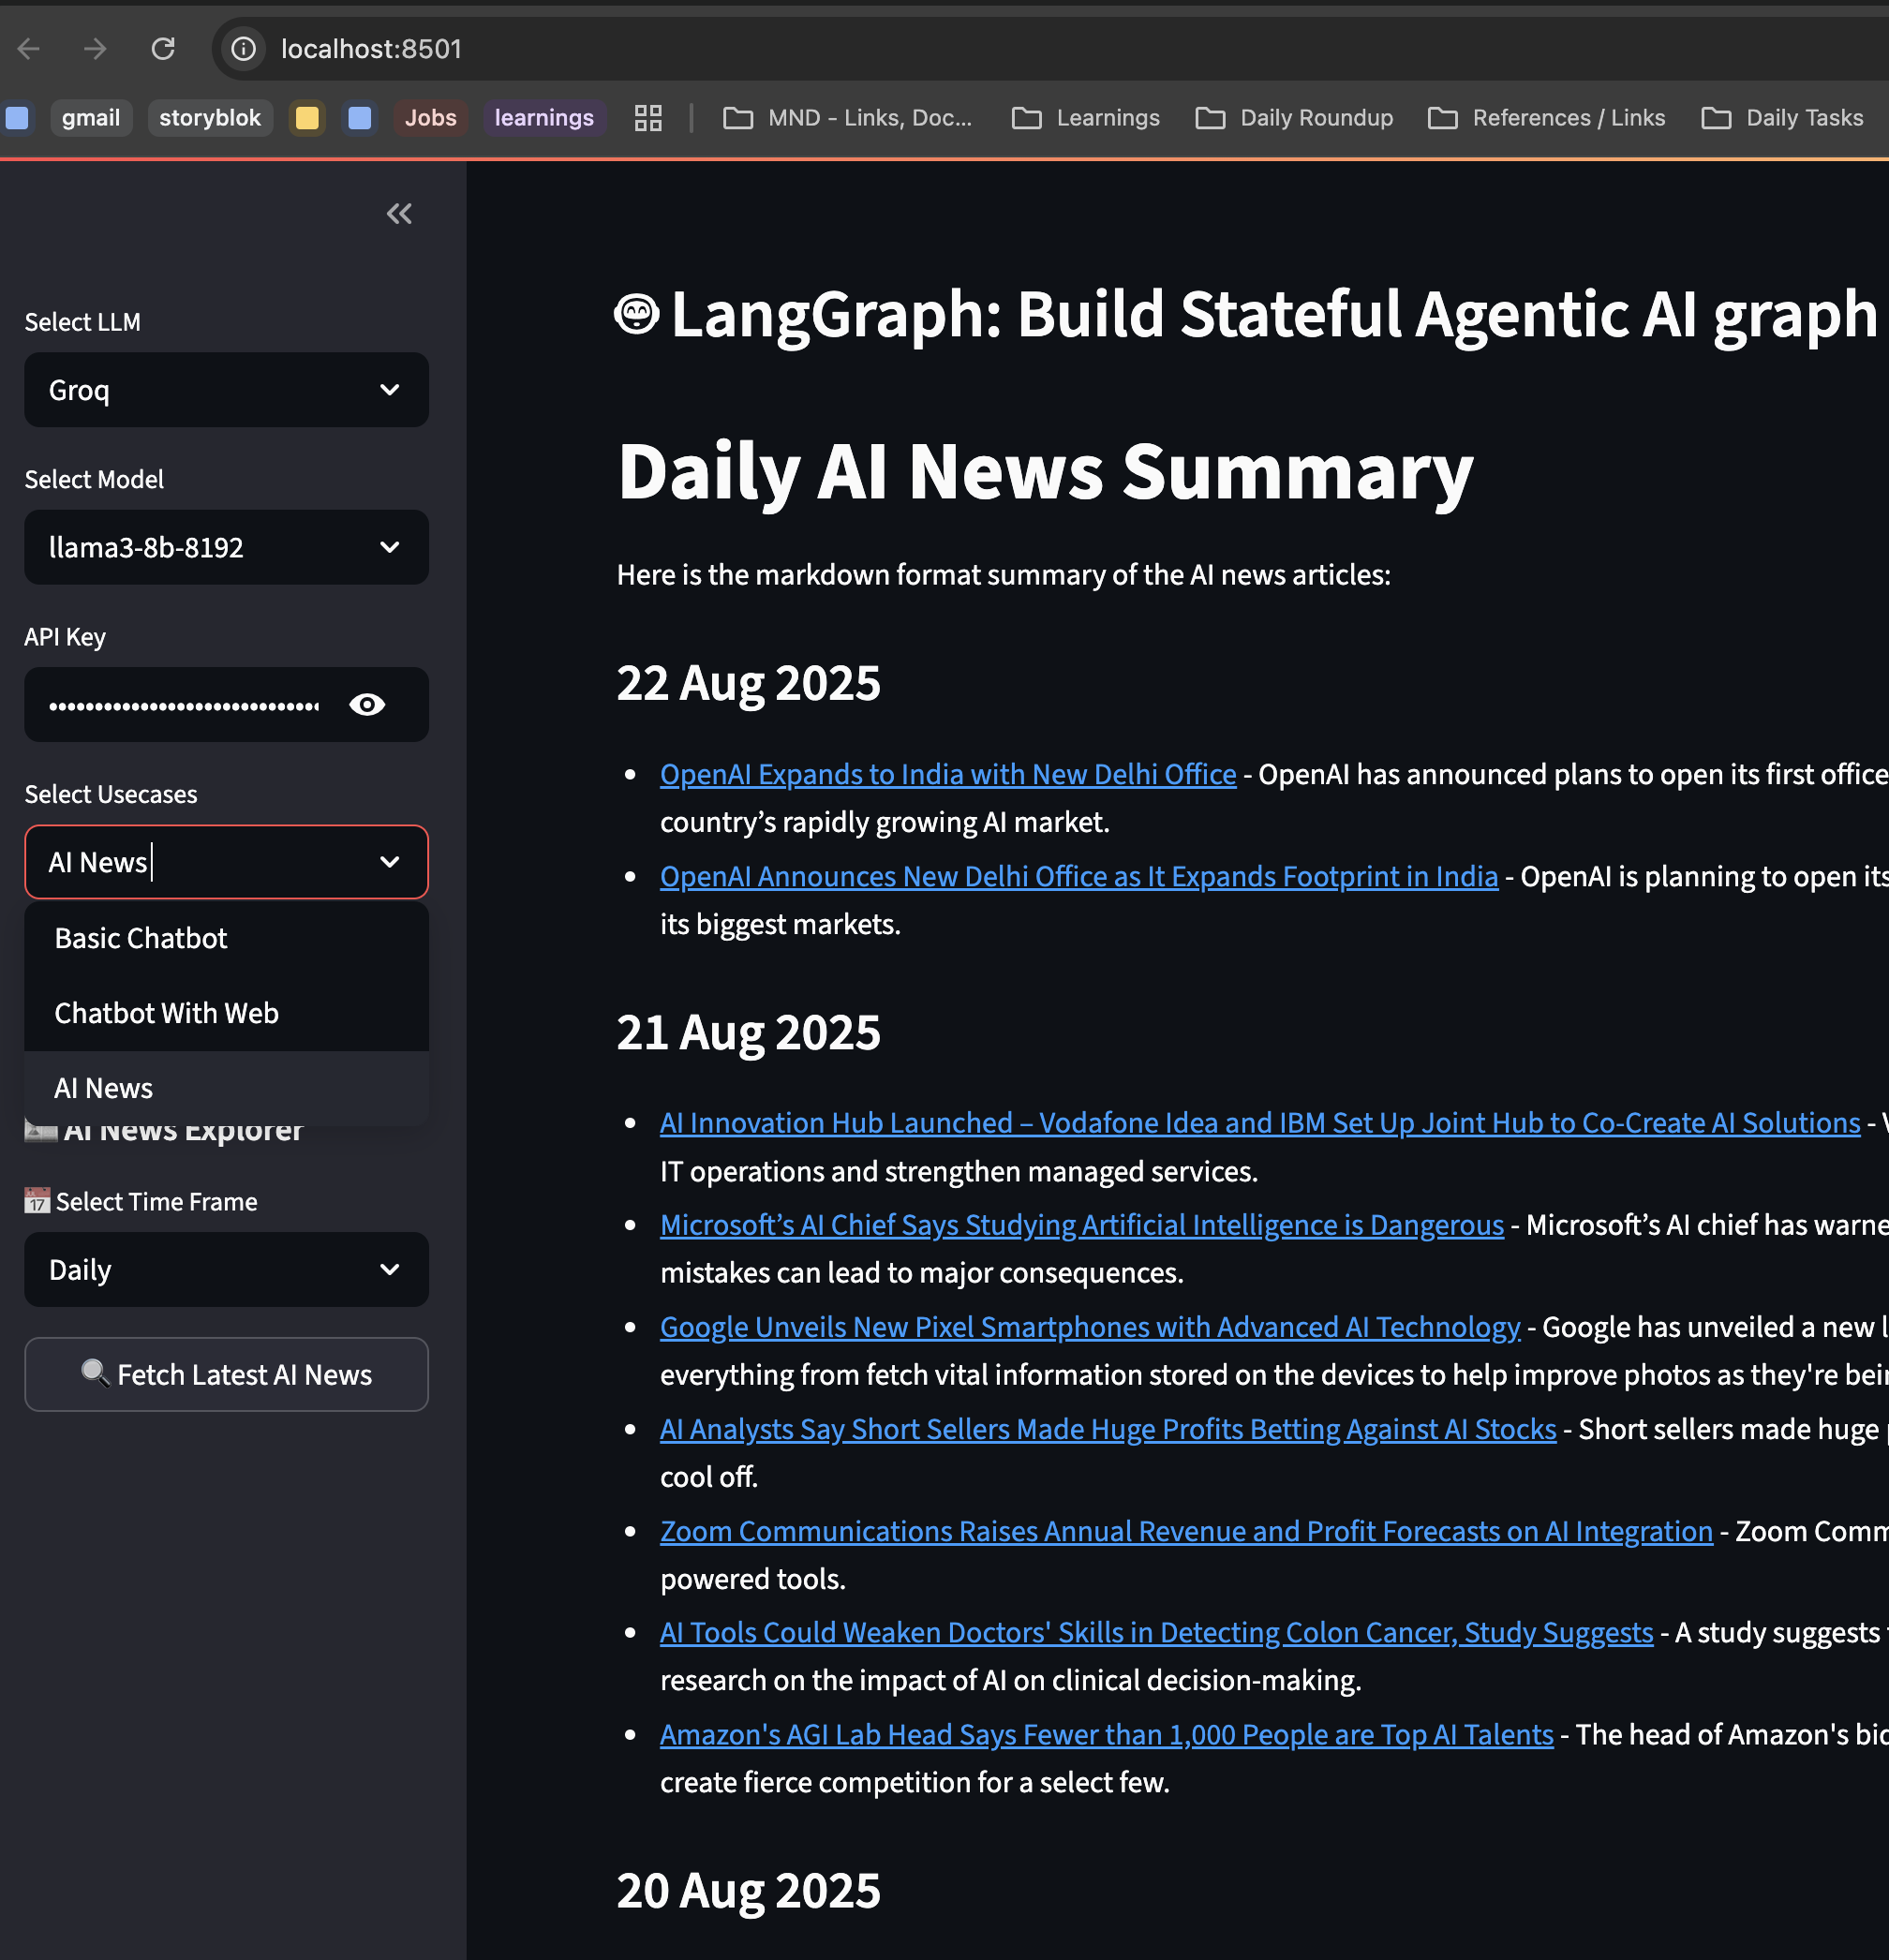 localhost:8501
gmail
storyblok
Jobs
learnings
MND - Links, Doc...
Learnings
Daily Roundup
References / Links
Daily Tasks
Select LLM
Groq
Select Model
llama3-8b-8192
API Key
Select Usecases
AI News
Basic Chatbot
Chatbot With Web
AI News
AI News Explorer
17 Select Time Frame
Daily
Fetch Latest AI News
LangGraph: Build Stateful Agentic AI graph
Daily AI News Summary
Here is the markdown format summary of the AI news articles:
22 Aug 2025
OpenAI Expands to India with New Delhi Office - OpenAI has announced plans to open its first office
country’s rapidly growing AI market.
OpenAI Announces New Delhi Office as It Expands Footprint in India - OpenAI is planning to open its
its biggest markets.
21 Aug 2025
AI Innovation Hub Launched – Vodafone Idea and IBM Set Up Joint Hub to Co-Create AI Solutions -
IT operations and strengthen managed services.
Microsoft’s AI Chief Says Studying Artificial Intelligence is Dangerous - Microsoft’s AI chief has warne
mistakes can lead to major consequences.
Google Unveils New Pixel Smartphones with Advanced AI Technology - Google has unveiled a new l
everything from fetch vital information stored on the devices to help improve photos as they're bei
AI Analysts Say Short Sellers Made Huge Profits Betting Against AI Stocks - Short sellers made huge
cool off.
Zoom Communications Raises Annual Revenue and Profit Forecasts on AI Integration - Zoom Comm
powered tools.
AI Tools Could Weaken Doctors' Skills in Detecting Colon Cancer, Study Suggests - A study suggests
research on the impact of AI on clinical decision-making.
Amazon's AGI Lab Head Says Fewer than 1,000 People are Top AI Talents - The head of Amazon's
create fierce competition for a select few.
20 Aug 2025